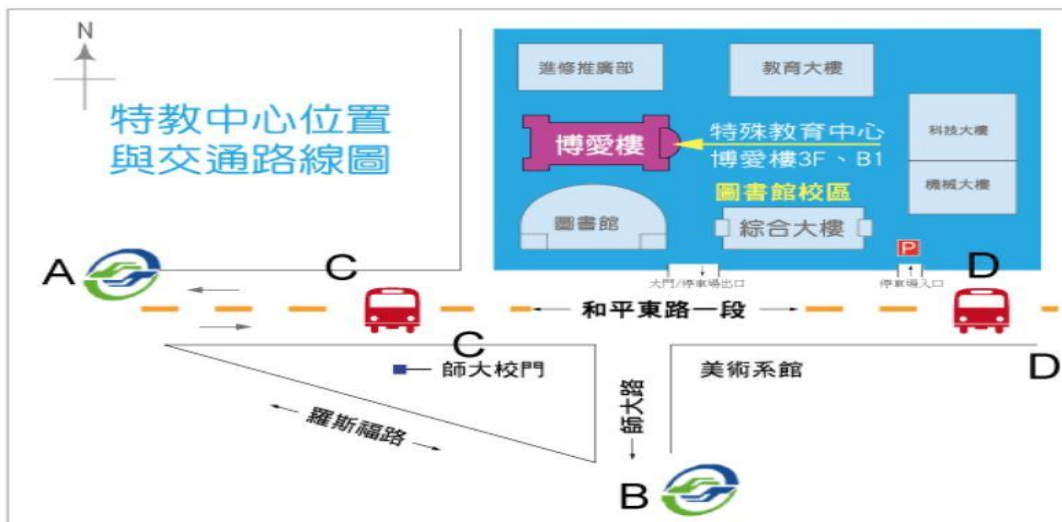 N
特教中心位置
與交通路線圖
進修推廣部
教育大樓
博愛樓
特殊教育中心
博愛樓3F、B1
科技大樓
機械大樓
圖書館校區
圖書館
綜合大樓
P
大門/停車場出口
停車場入口
A
C
D
和平東路一段
C
師大校門
美術系館
D
羅斯福路
師大路
B